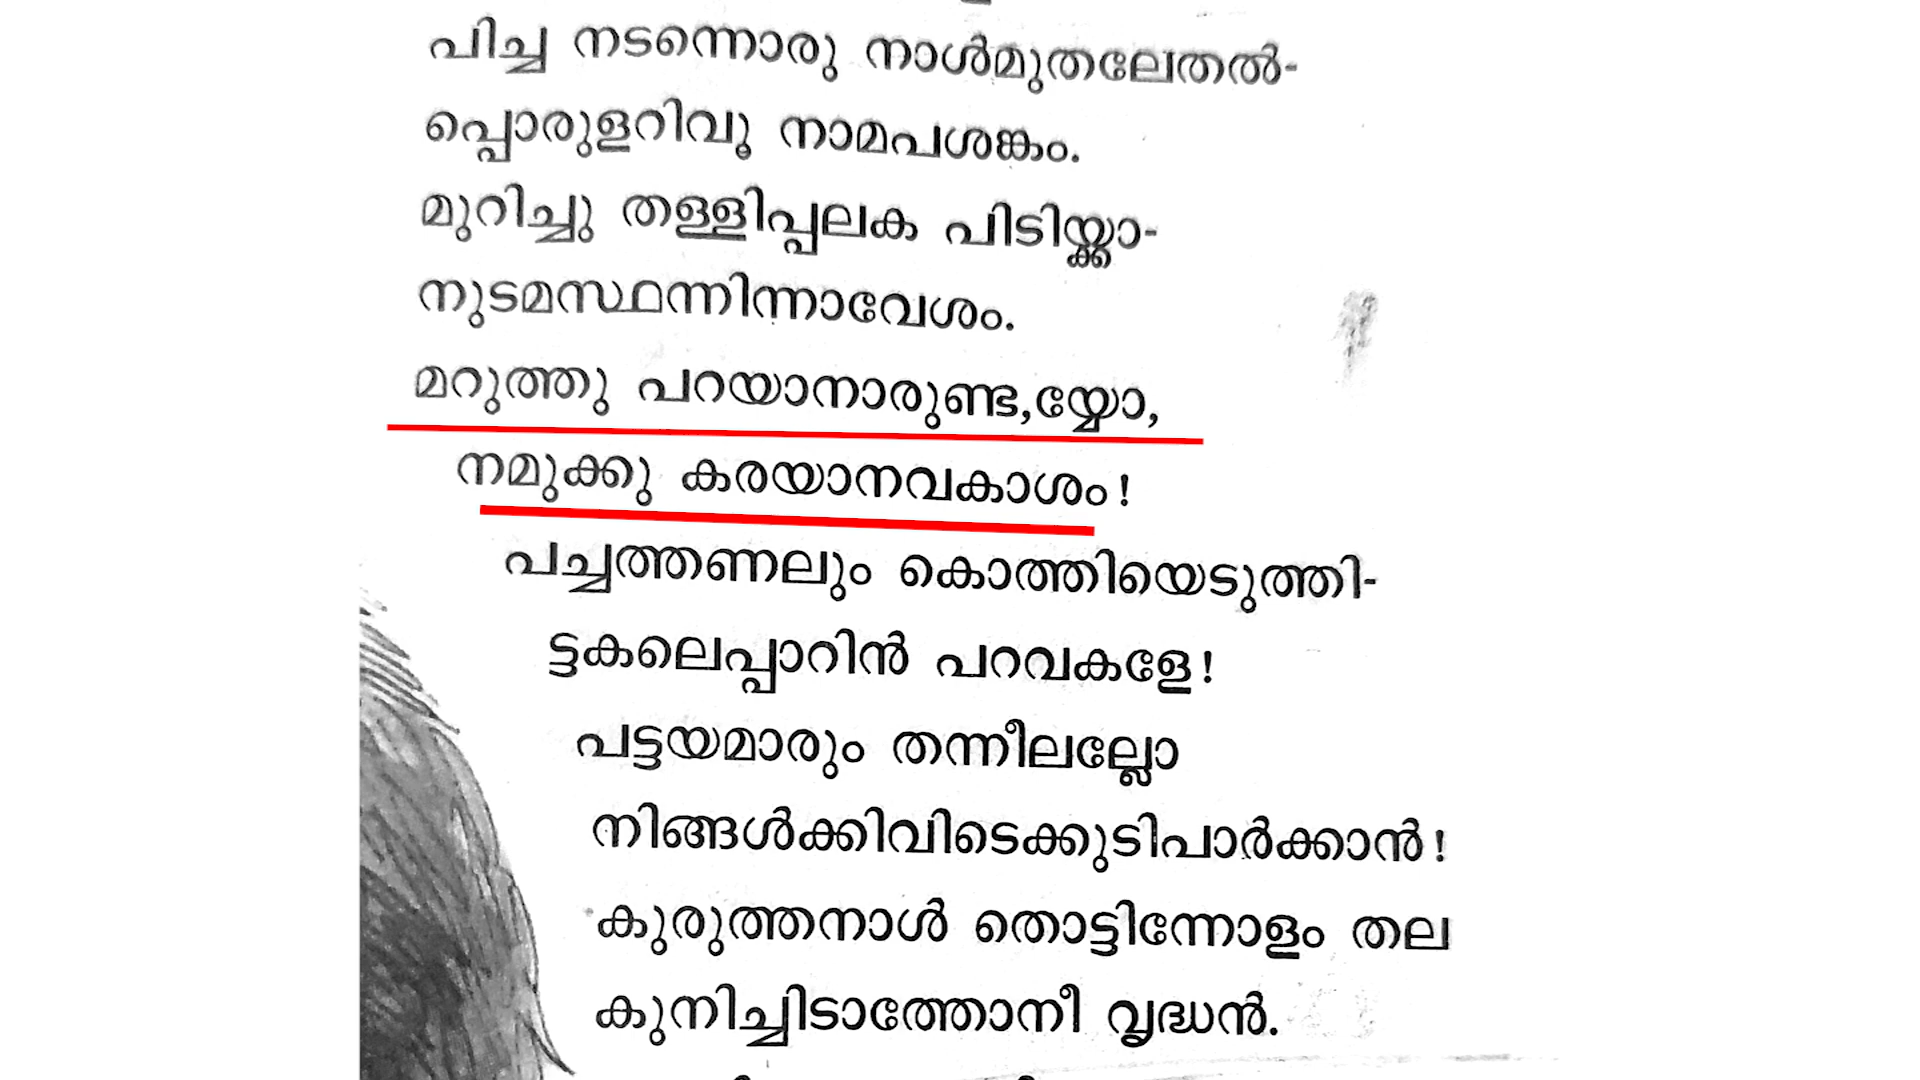 പിച്ച നടന്നൊരു നാൾമുതലേതൽ-
പ്പൊരുളറിവൂ നാമപശങ്കം.
മുറിച്ചു തള്ളിപ്പലക പിടിയ്ക്കാ-
നുടമസ്ഥന്നിന്നാവേശം.
മറുത്തു പറയാനാരുണ്ട,യ്യോ,
നമുക്കു കരയാനവകാശം!
പച്ചത്തണലും കൊത്തിയെടുത്തി-
ട്ടകലെപ്പാറിൻ പറവകളേ!
പട്ടയമാരും തന്നീലല്ലോ
നിങ്ങൾക്കിവിടെക്കുടിപാർക്കാൻ!
കുരുത്തനാൾ തൊട്ടിന്നോളം തല
കുനിച്ചിടാത്തോനീ വൃദ്ധൻ.